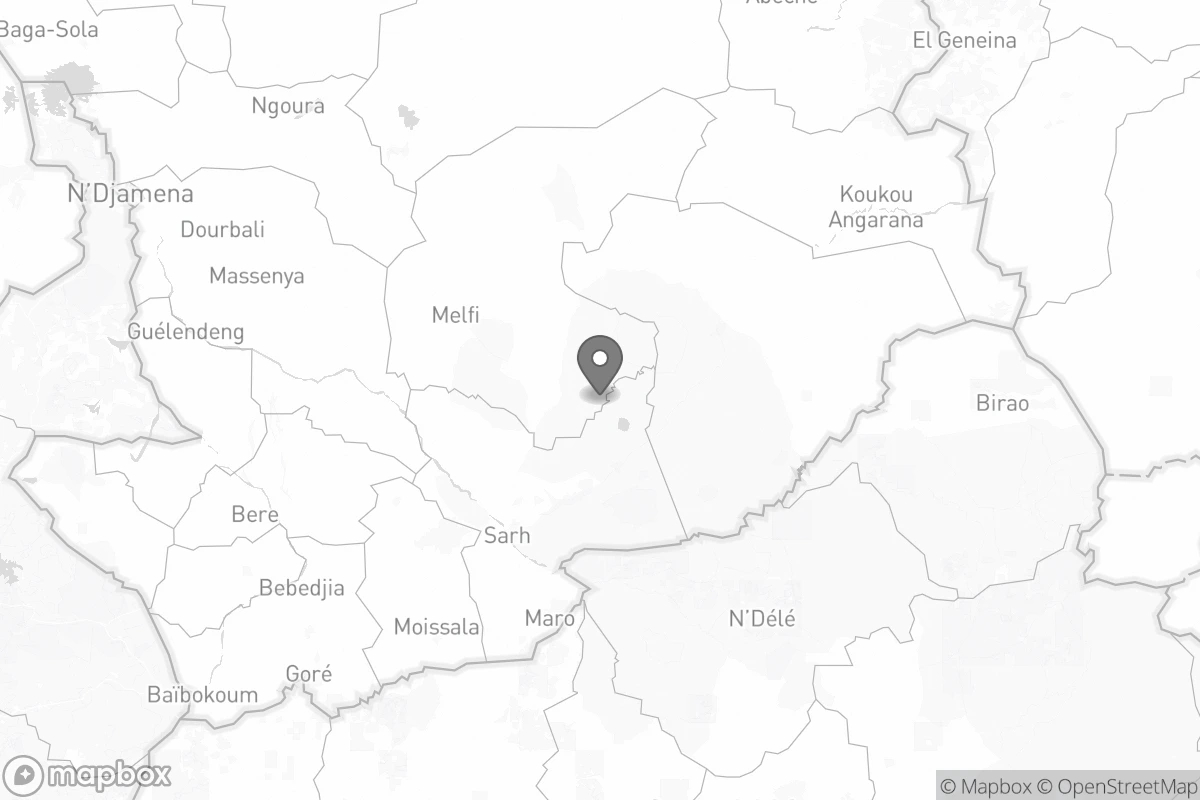 Abéché
Baga-Sola
El Geneina
Ngoura
N'Djamena
Koukou
Angarana
Dourbali
Massenya
Melfi
Guélendeng
Birao
Bere
Sarh
Bebedjia
Maro
Moissala
N'Délé
Goré
Baïbokoum
mapbox
© Mapbox © OpenStreetMap